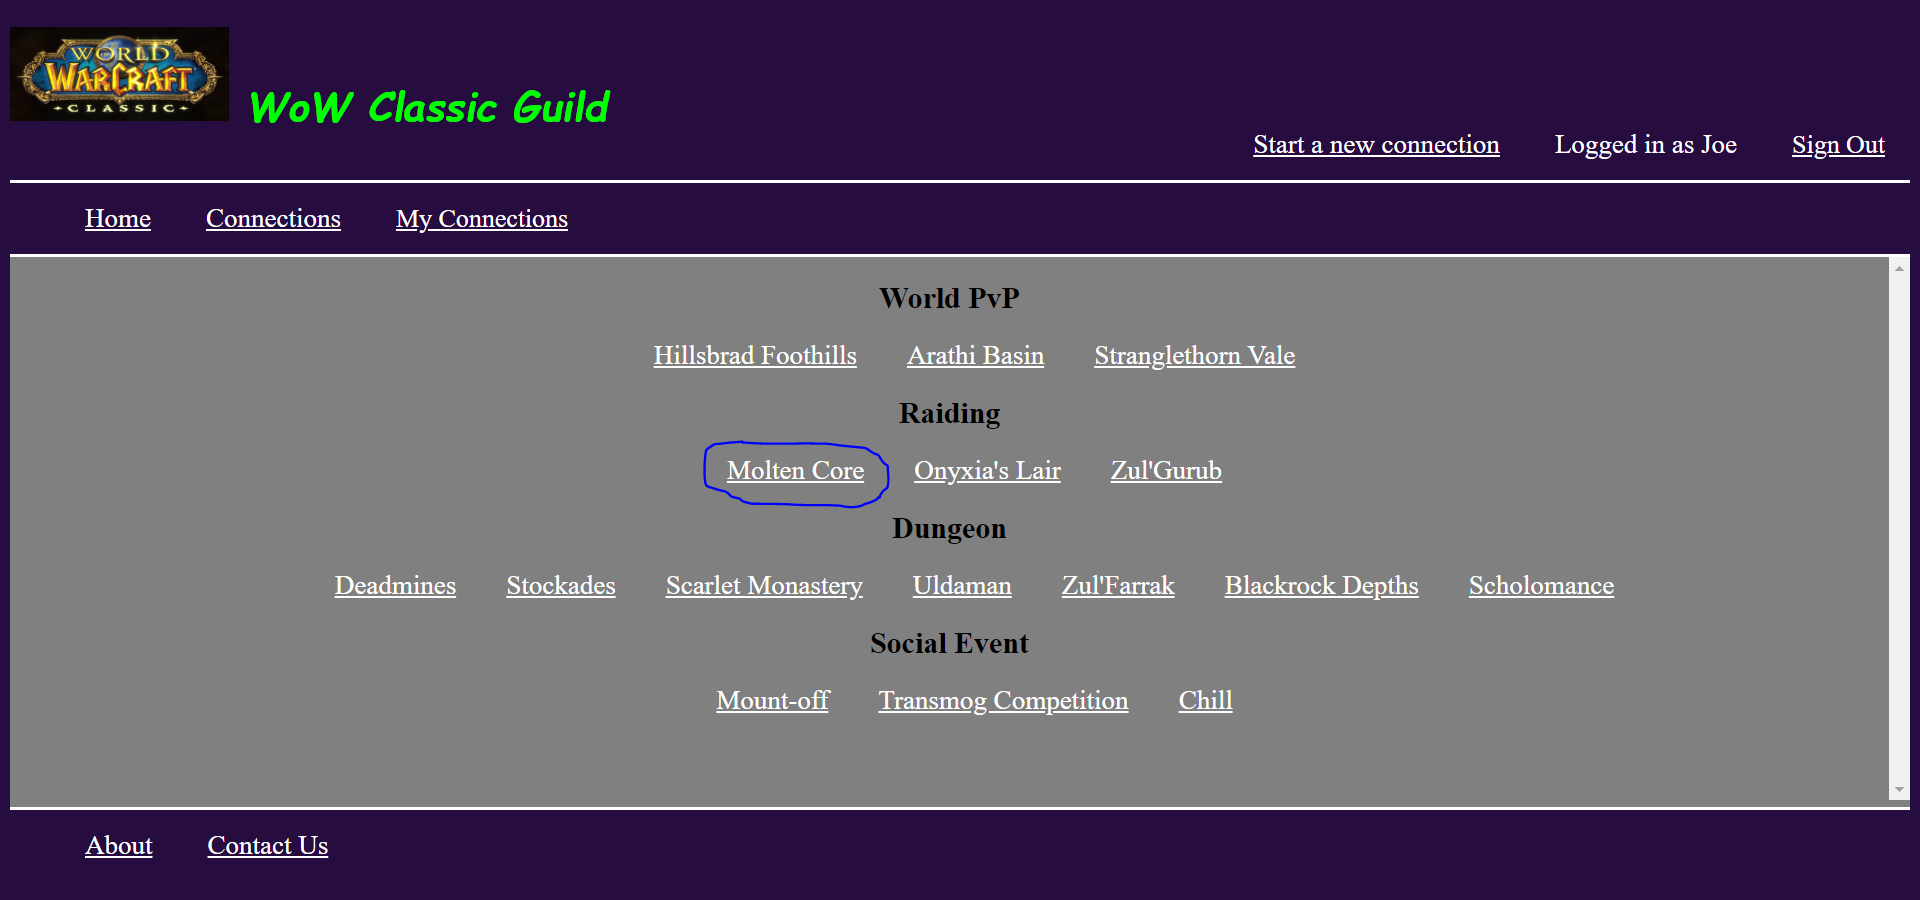 WORLD
WARCRAFT
CLASSIC
WoW Classic Guild
Start a new connection Logged in as Joe Sign Out
Home Connections My Connections
World PvP
Hillsbrad Foothills Arathi Basin Stranglethorn Vale
Raiding
Molten Core Onyxia's Lair Zul'Gurub
Dungeon
Deadmines Stockades Scarlet Monastery Uldaman Zul'Farrak Blackrock Depths Scholomance
Social Event
Mount-off Transmog Competition Chill
About Contact Us